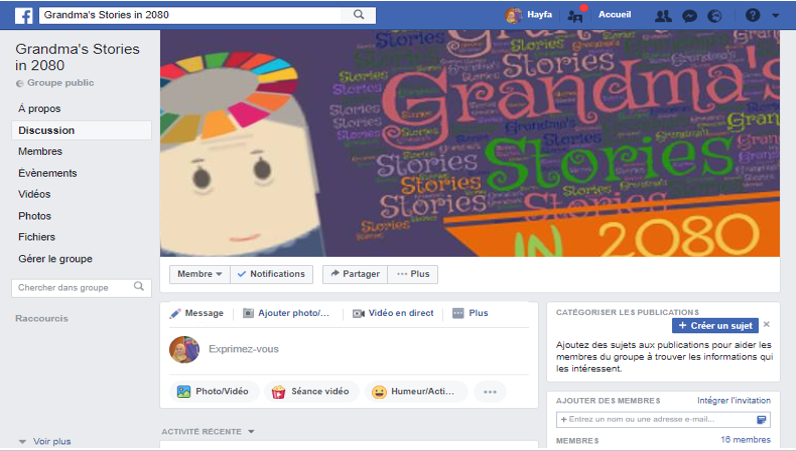 Grandma's Stories in 2080
Hayfa
Accueil
Grandma's Stories
in 2080
Groupe public
À propos
Discussion
Membres
Évènements
Vidéos
Photos
Fichiers
Gérer le groupe
Chercher dans groupe
Raccourcis
Voir plus
Grandma's
Stories
IN 2080
Membre
Notifications
Partager
Plus
Message
Ajouter photo/...
Vidéo en direct
Plus
Exprimez-vous
Photo/Vidéo
Séance vidéo
Humeur/Acti...
ACTIVITÉ RÉCENTE
CATÉGORISER LES PUBLICATIONS
+ Créer un sujet
Ajoutez des sujets aux publications pour aider les
membres du groupe à trouver les informations qui
les intéressent.
AJOUTER DES MEMBRES
Intégrer l'invitation
+ Entrez un nom ou une adresse e-mail...
MEMBRES
16 membres